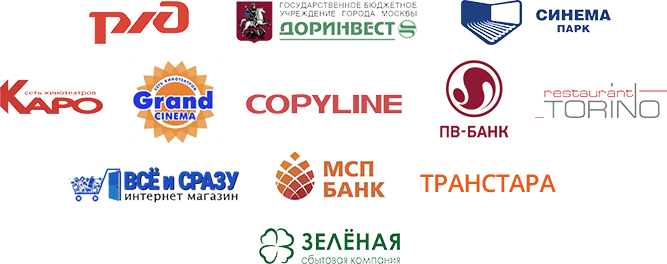 РЖД
ГОСУДАРСТВЕННОЕ БЮДЖЕТНОЕ
УЧРЕЖДЕНИЕ ГОРОДА МОСКВЫ
ДОРИНВЕСТ
СИНЕМА
ПАРК
сеть кинотеатров
КАРО
СЕТЬ КИНОТЕАТРОВ
Grand
CINEMA
COPYLINE
ПВ-БАНК
restaurant
TORINO
ВСЁ и СРАЗУ
интернет магазин
МСП
БАНК
ТРАНСТАРА
ЗЕЛЁНАЯ
сбытовая компания